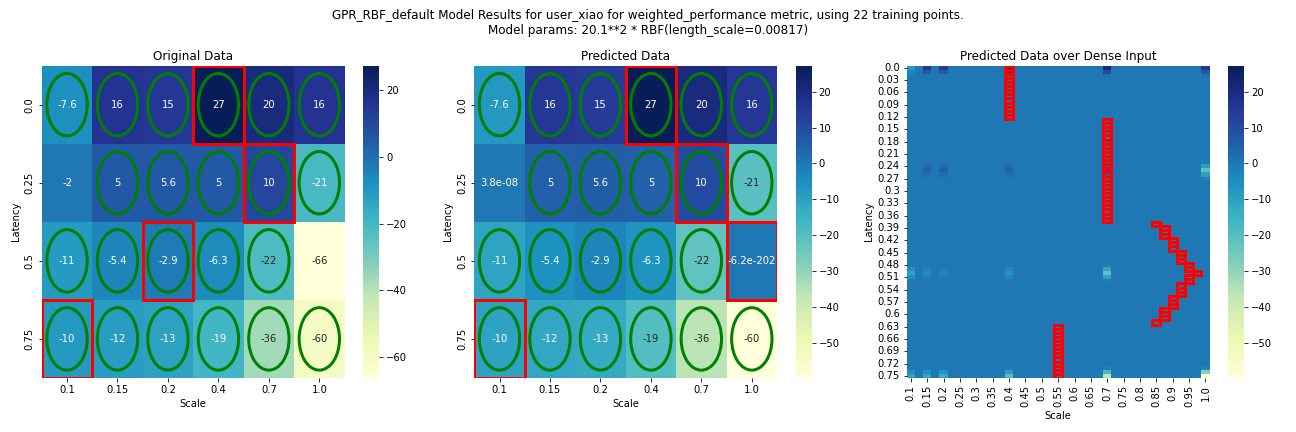 GPR_RBF_default Model Results for user_xiao for weighted_performance metric, using 22 training points.
Model params: 20.1**2 * RBF(length_scale=0.00817)
Original Data
Latency
0.0 -7.6 16 15 27 20 16
0.25 -2 5 5.6 5 10 -21
0.5 -11 -5.4 -2.9 -6.3 -22 -66
0.75 -10 -12 -13 -19 -36 -60
0.1 0.15 0.2 0.4 0.7 1.0
Scale
20
0
−20
−40
−60
Predicted Data
Latency
0.0 -7.6 16 15 27 20 16
0.25 3.8e-08 5 5.6 5 10 -21
0.5 -11 -5.4 -2.9 -6.3 -22 -6.2e-202
0.75 -10 -12 -13 -19 -36 -60
0.1 0.15 0.2 0.4 0.7 1.0
Scale
20
10
0
−10
−20
−30
−40
−50
Predicted Data over Dense Input
Latency
0.0
0.03
0.06
0.09
0.12
0.15
0.18
0.21
0.24
0.27
0.3
0.33
0.36
0.39
0.42
0.45
0.48
0.51
0.54
0.57
0.6
0.63
0.66
0.69
0.72
0.75
0.1 0.15 0.2 0.25 0.3 0.35 0.4 0.45 0.5 0.55 0.6 0.65 0.7 0.75 0.8 0.85 0.9 0.95 1.0
Scale
20
10
0
−10
−20
−30
−40
−50